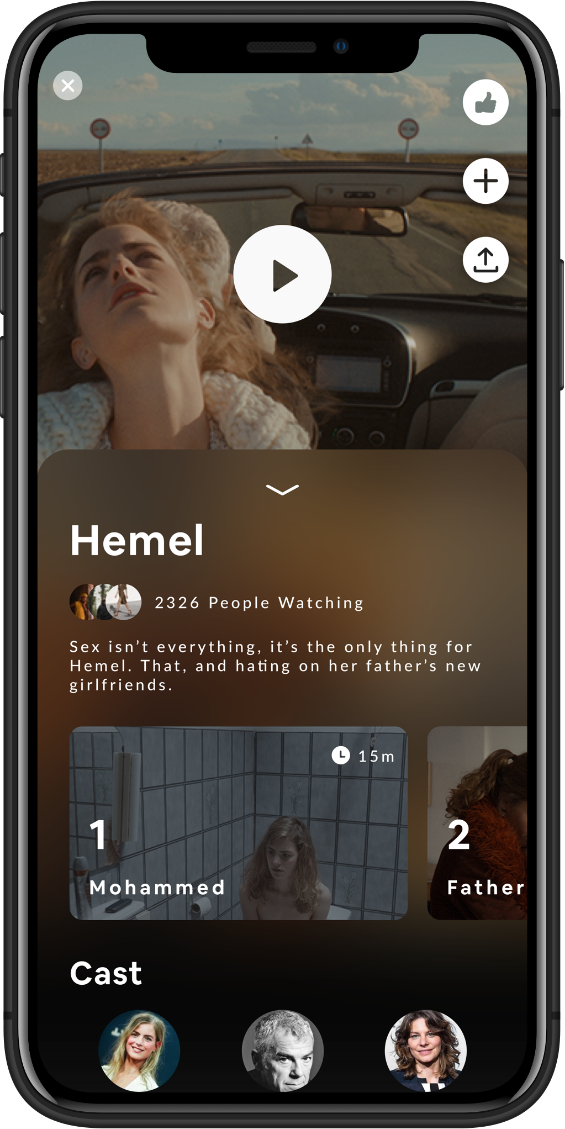 Hemel
2326 People Watching
Sex isn’t everything, it’s the only thing for
Hemel. That, and hating on her father’s new
girlfriends.
15m
1
Mohammed
2
Father
Cast